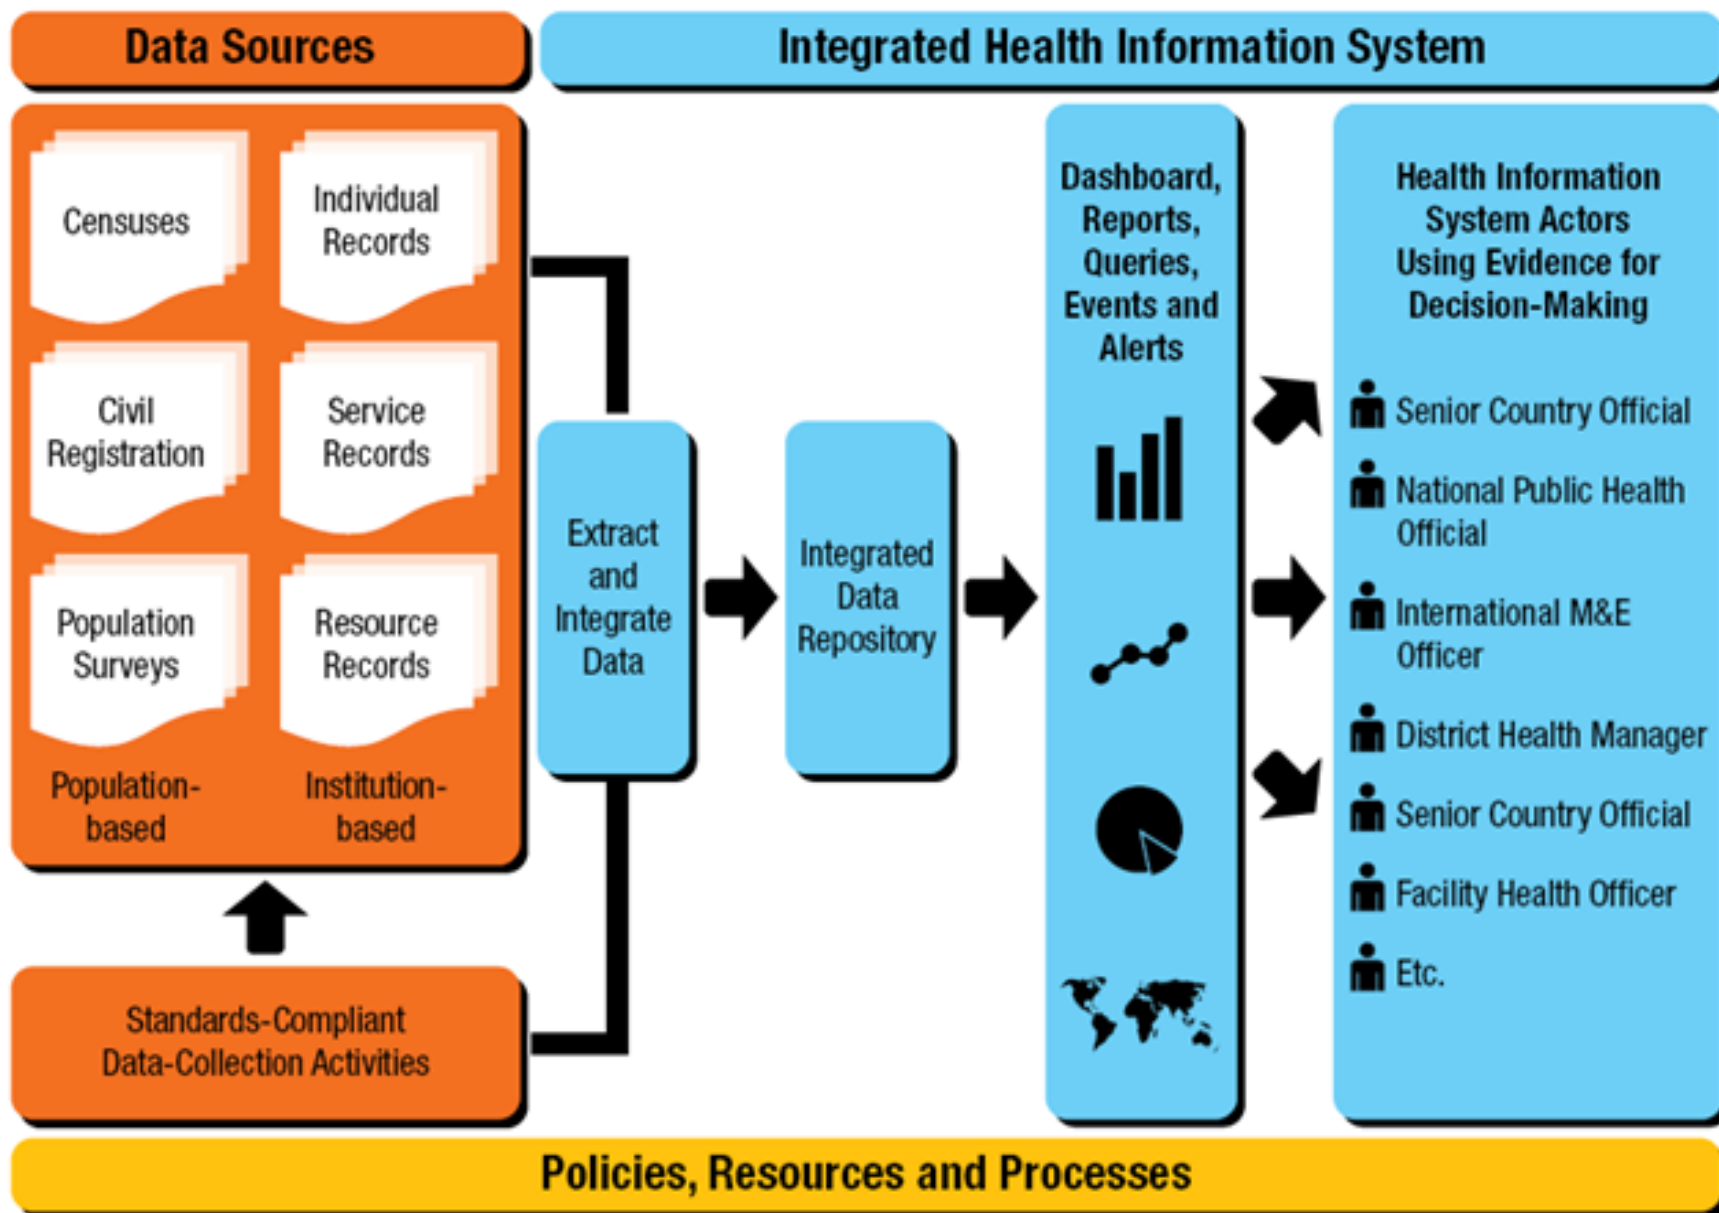 Data Sources
Integrated Health Information System
Censuses
Individual
Records
Civil
Registration
Service
Records
Population
Surveys
Resource
Records
Population-
based
Institution-
based
Standards-Compliant
Data-Collection Activities
Extract
and
Integrate
Data
Integrated
Data
Repository
Dashboard,
Reports,
Queries,
Events and
Alerts
Health Information
System Actors
Using Evidence for
Decision-Making
Senior Country Official
National Public Health
Official
International M&E
Officer
District Health Manager
Senior Country Official
Facility Health Officer
Etc.
Policies, Resources and Processes